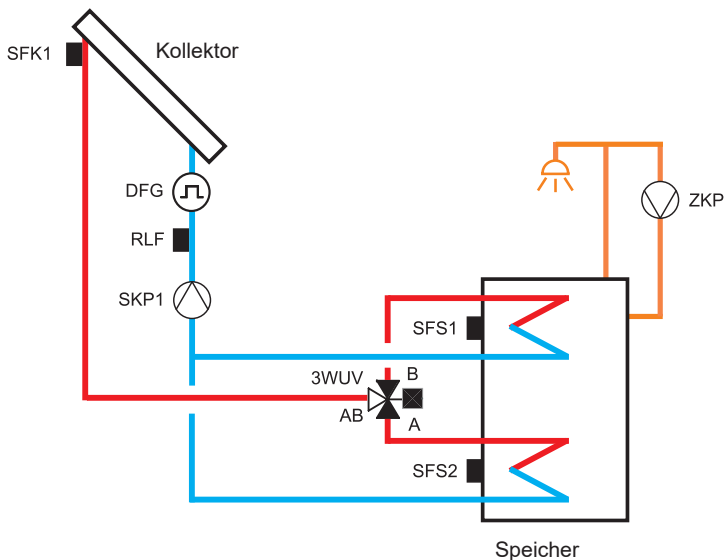 SFK1
Kollektor
DFG
ZKP
RLF
SKP1
SFS1
3WUV
B
AB
A
SFS2
Speicher